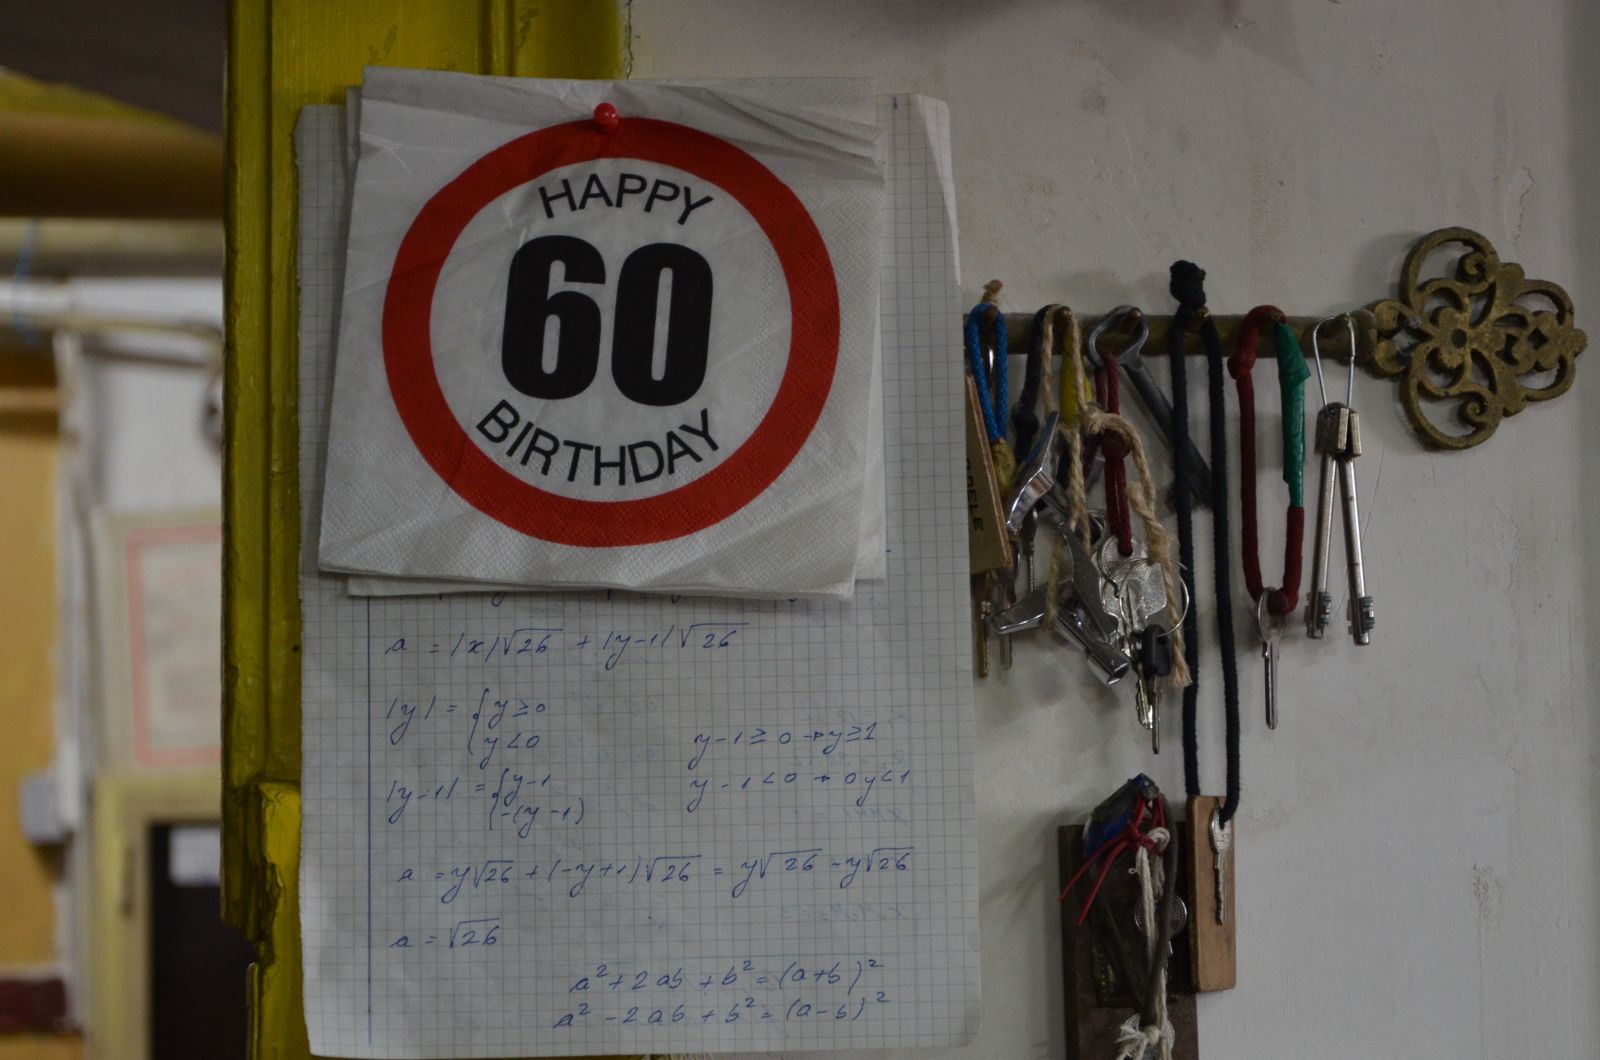 HAPPY
60
BIRTHDAY
a = |x|√26 + |y-1|√26
|y| = { y ≥ 0
y < 0
y-1 ≥ 0 → y ≥ 1
|y-1| = { y-1
-(y-1)
y-1 < 0 → 0y<1
a = y√26 + (-y+1)√26 = y√26 - y√26
a = √26
a² + 2ab + b² = (a+b)²
a² - 2ab + b² = (a-b)²